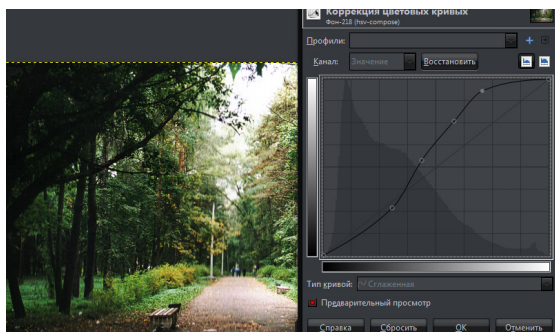 Коррекция цветовых кривых
Фон-218 (hsv-compose)
Профили:
Канал: Значение Восстановить
Тип кривой: Сглаженная
Предварительный просмотр
Справка Сбросить OK Отменить